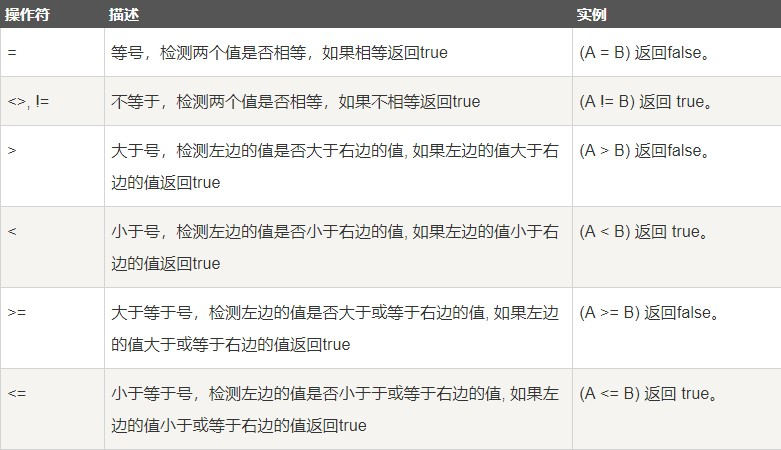 操作符 描述 实例
= 等号，检测两个值是否相等，如果相等返回true (A = B) 返回false。
<>, != 不等于，检测两个值是否相等，如果不相等返回true (A != B) 返回 true。
> 大于号，检测左边的值是否大于右边的值, 如果左边的值大于右 (A > B) 返回false。
边的值返回true
< 小于号，检测左边的值是否小于右边的值, 如果左边的值小于右 (A < B) 返回 true。
边的值返回true
>= 大于等于号，检测左边的值是否大于或等于右边的值, 如果左边 (A >= B) 返回false。
的值大于或等于右边的值返回true
<= 小于等于号，检测左边的值是否小于于或等于右边的值, 如果左 (A <= B) 返回 true。
边的值小于或等于右边的值返回true